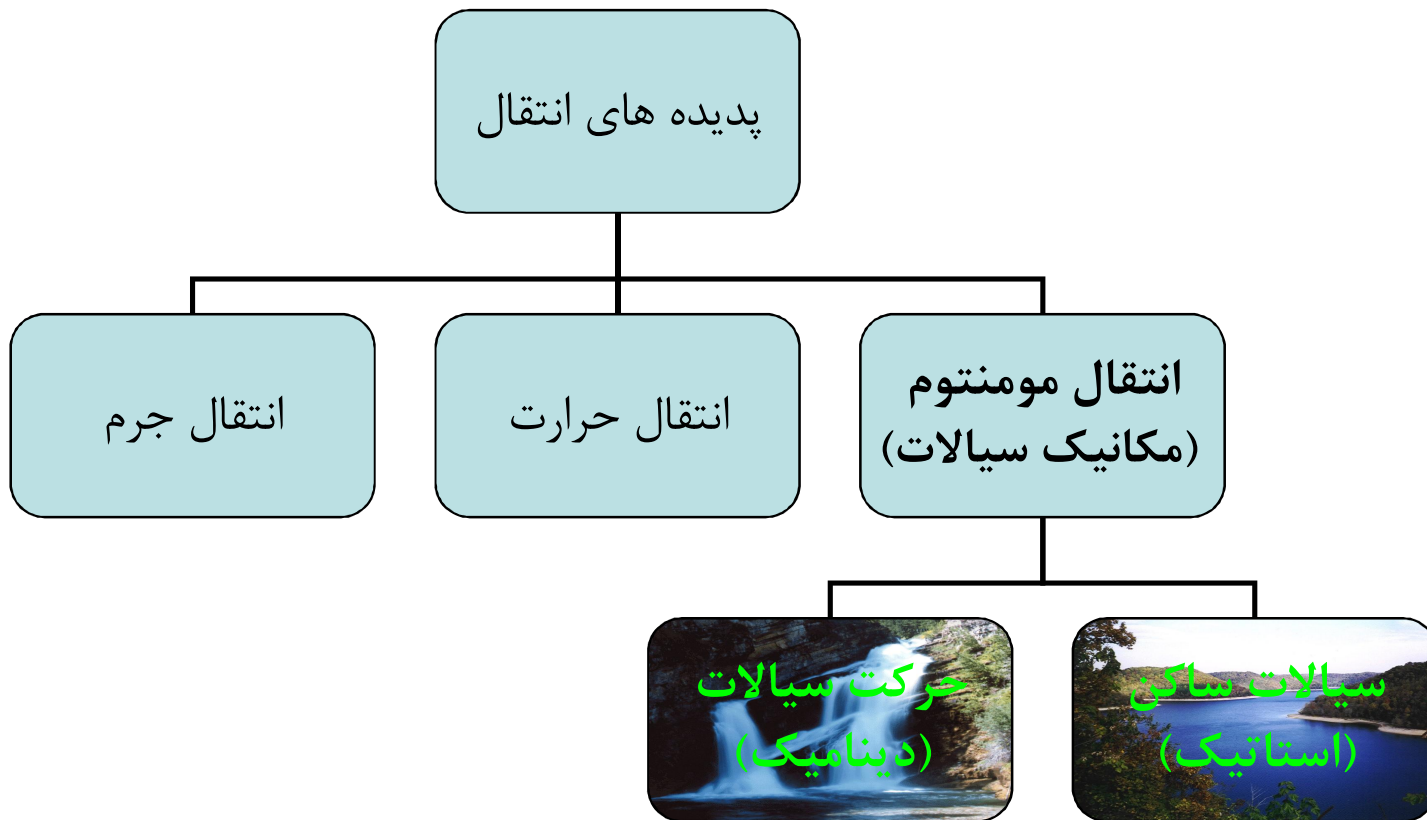 پدیده های انتقال
انتقال مومنتوم
(مکانیک سیالات)
انتقال حرارت
انتقال جرم
سیالات ساکن
(استاتیک)
حرکت سیالات
(دینامیک)